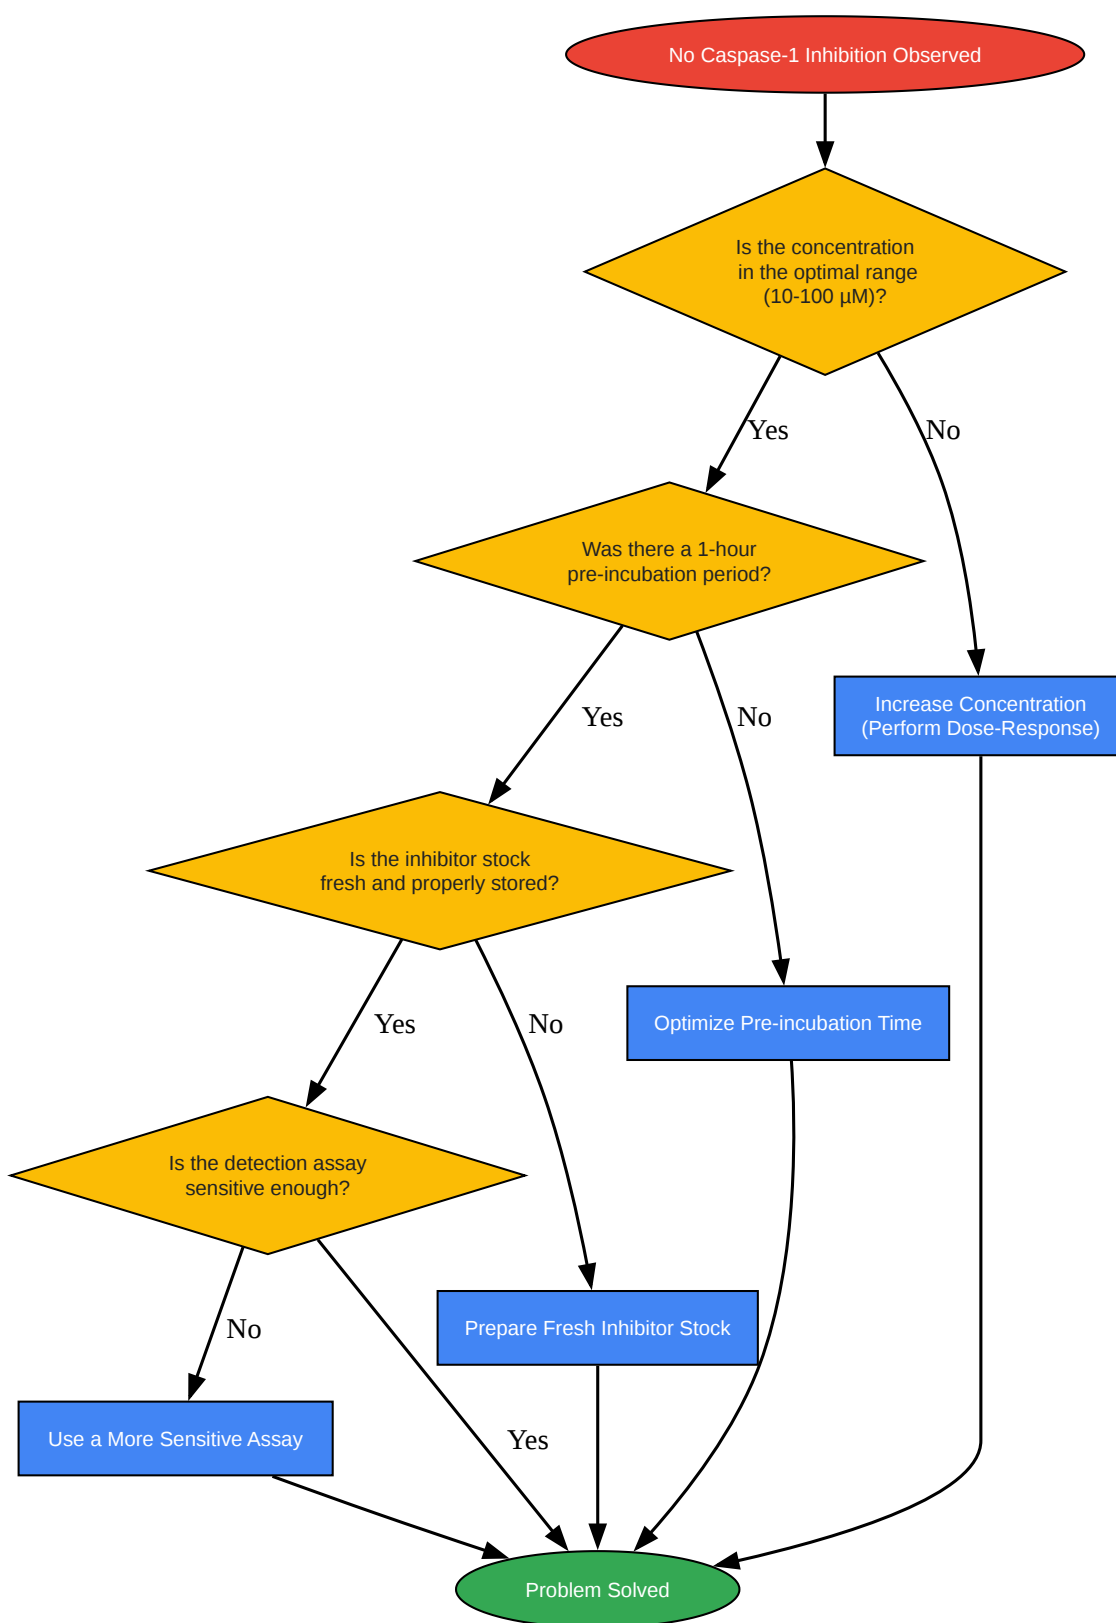 No Caspase-1 Inhibition Observed
Is the concentration
in the optimal range
(10-100 µM)?
Yes
No
Was there a 1-hour
pre-incubation period?
Yes
No
Increase Concentration
(Perform Dose-Response)
Is the inhibitor stock
fresh and properly stored?
Yes
No
Optimize Pre-incubation Time
Is the detection assay
sensitive enough?
No
Yes
Prepare Fresh Inhibitor Stock
Use a More Sensitive Assay
Problem Solved